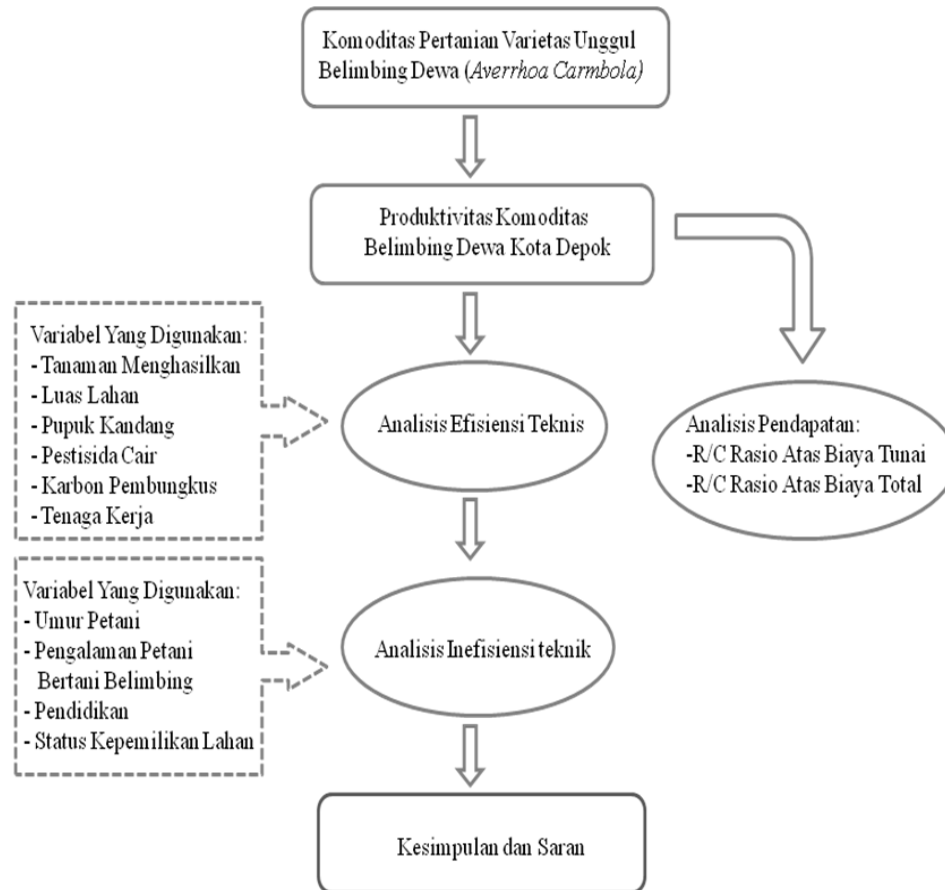 Komoditas Pertanian Varietas Unggul
Belimbing Dewa (Averrhoa Carmbola)
Produktivitas Komoditas
Belimbing Dewa Kota Depok
Variabel Yang Digunakan:
- Tanaman Menghasilkan
- Luas Lahan
- Pupuk Kandang
- Pestisida Cair
- Karbon Pembungkus
- Tenaga Kerja
Analisis Efisiensi Teknis
Analisis Pendapatan:
-R/C Rasio Atas Biaya Tunai
-R/C Rasio Atas Biaya Total
Variabel Yang Digunakan:
- Umur Petani
- Pengalaman Petani
Bertani Belimbing
- Pendidikan
- Status Kepemilikan Lahan
Analisis Inefisiensi teknik
Kesimpulan dan Saran